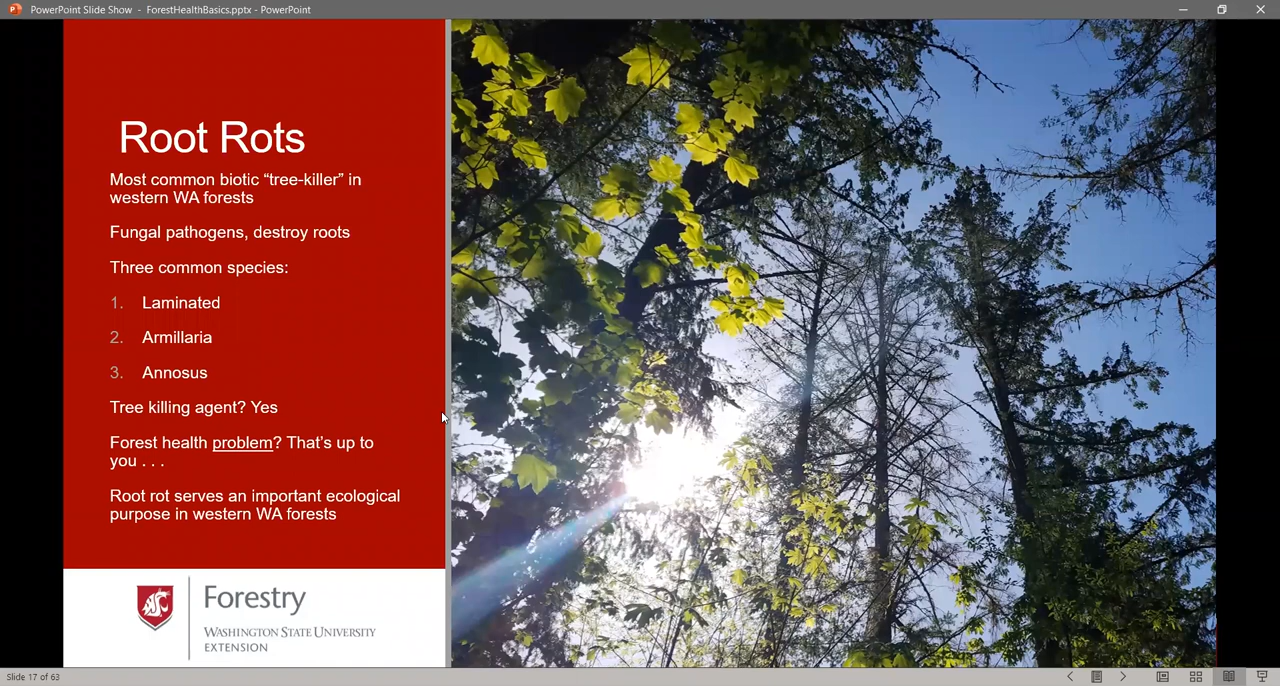 PowerPoint Slide Show - ForestHealthBasics.pptx - PowerPoint
Root Rots
Most common biotic “tree-killer” in
western WA forests
Fungal pathogens, destroy roots
Three common species:
1. Laminated
2. Armillaria
3. Annosus
Tree killing agent? Yes
Forest health problem? That’s up to
you . . .
Root rot serves an important ecological
purpose in western WA forests
Forestry
WASHINGTON STATE UNIVERSITY
EXTENSION
Slide 17 of 63